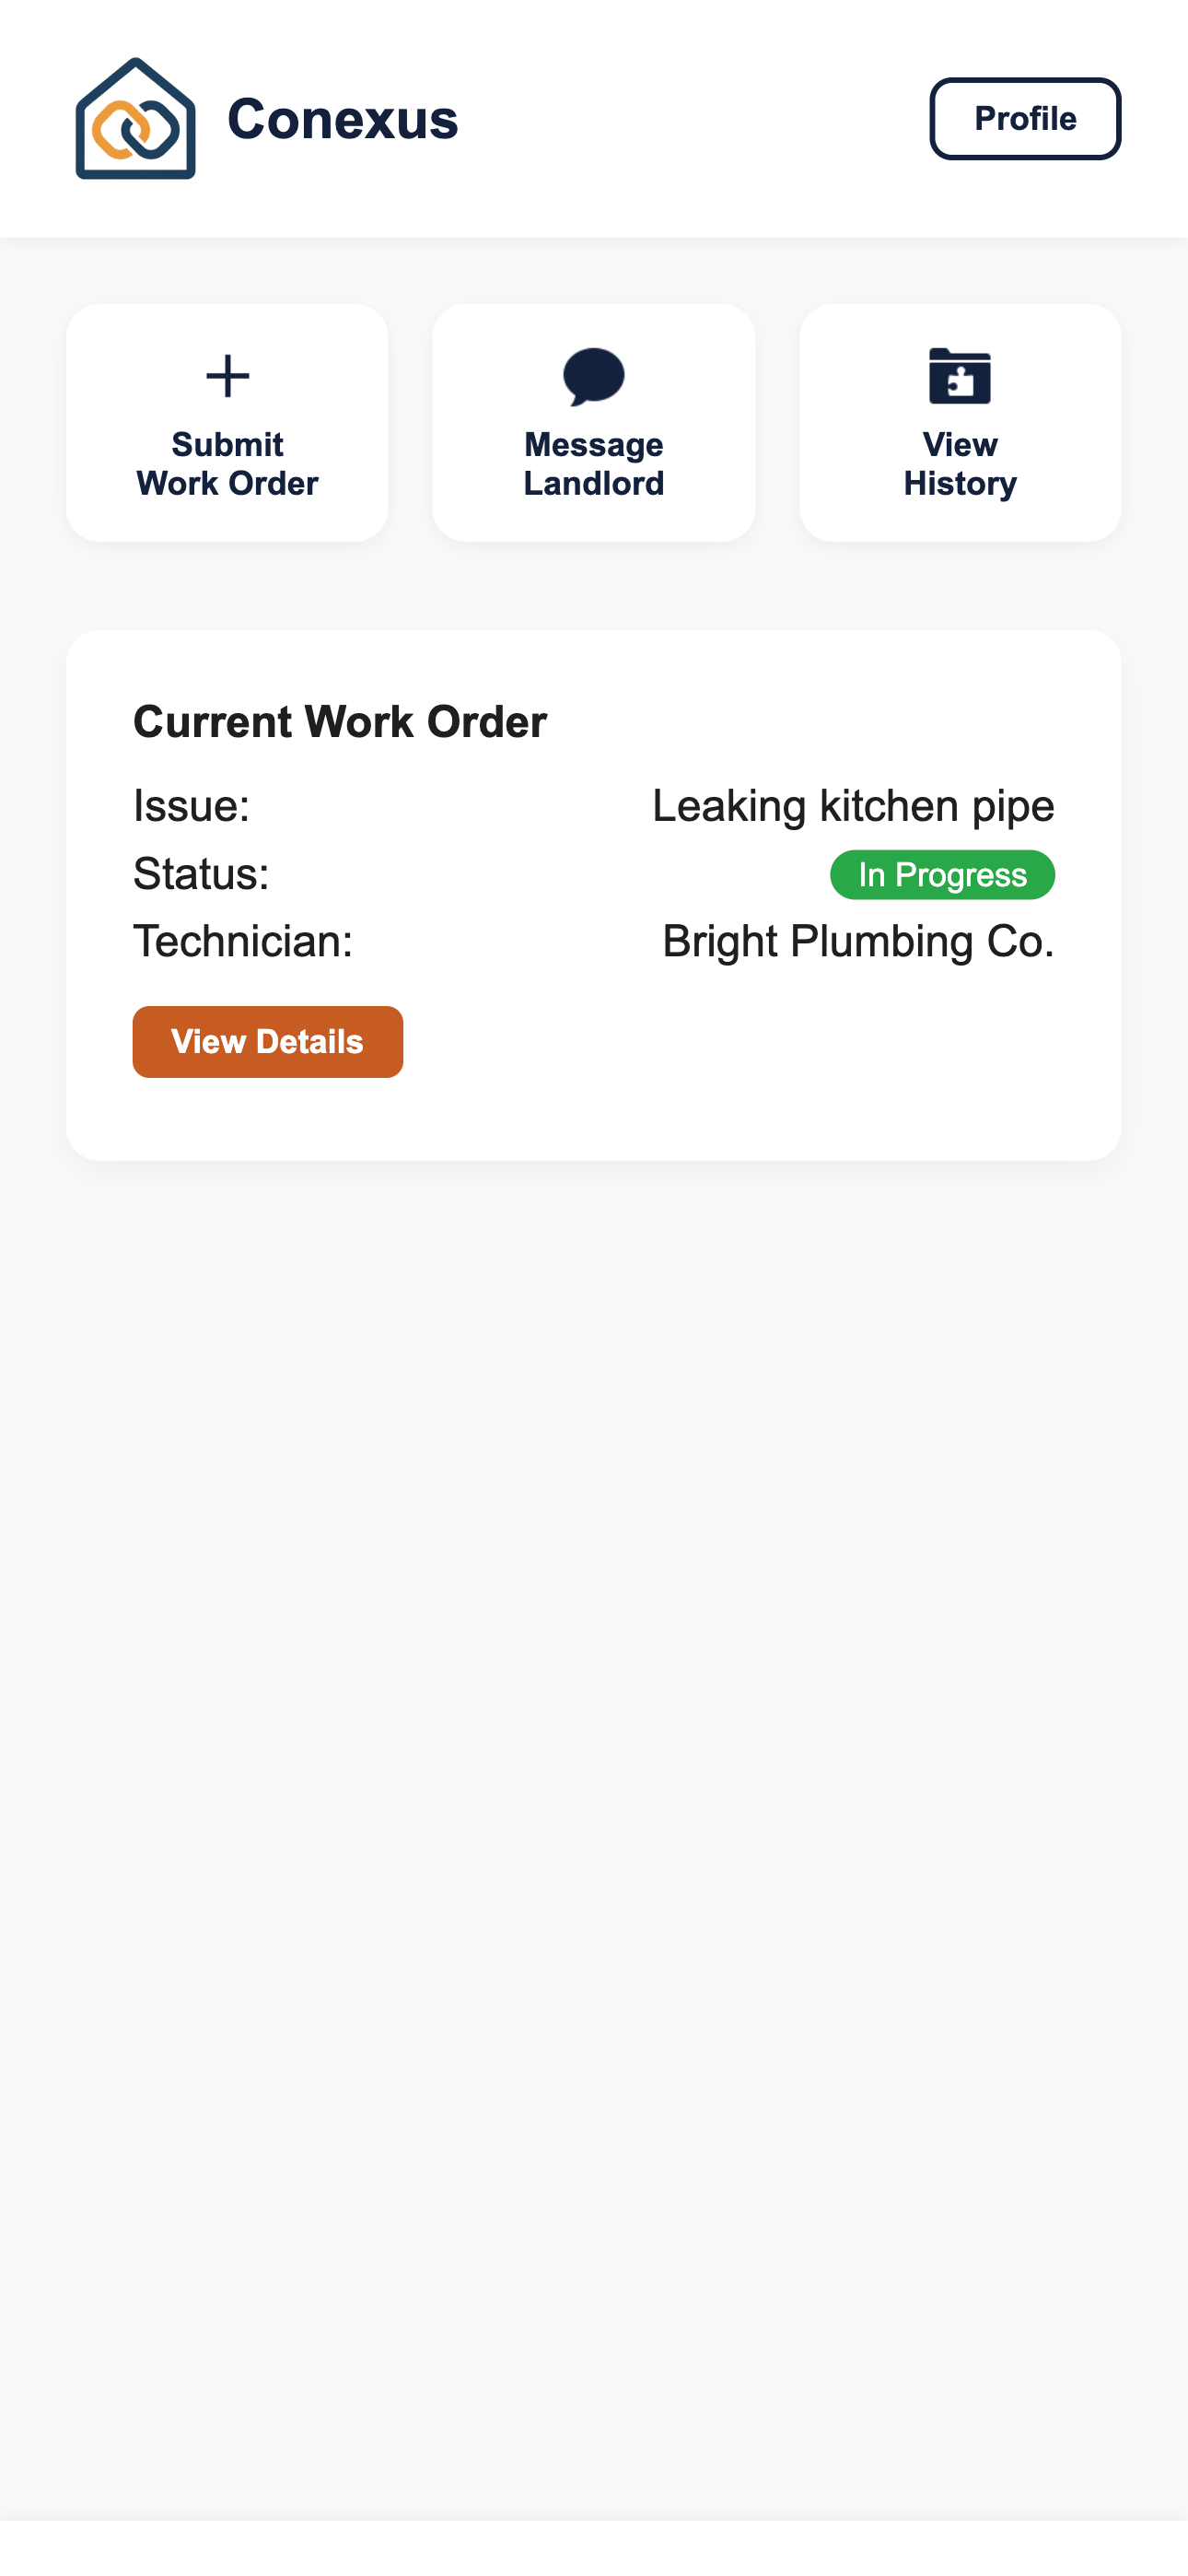 Conexus
Profile
Submit
Work Order
Message
Landlord
View
History
Current Work Order
Issue: Leaking kitchen pipe
Status: In Progress
Technician: Bright Plumbing Co.
View Details